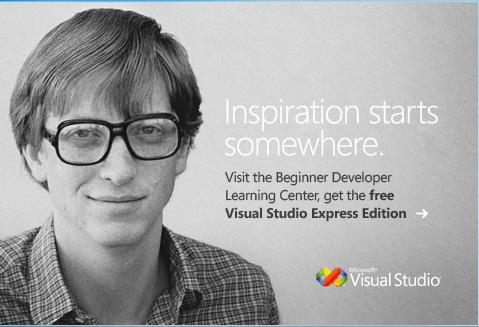 Inspiration starts
somewhere.
Visit the Beginner Developer
Learning Center, get the free
Visual Studio Express Edition →
Microsoft®
Visual Studio®